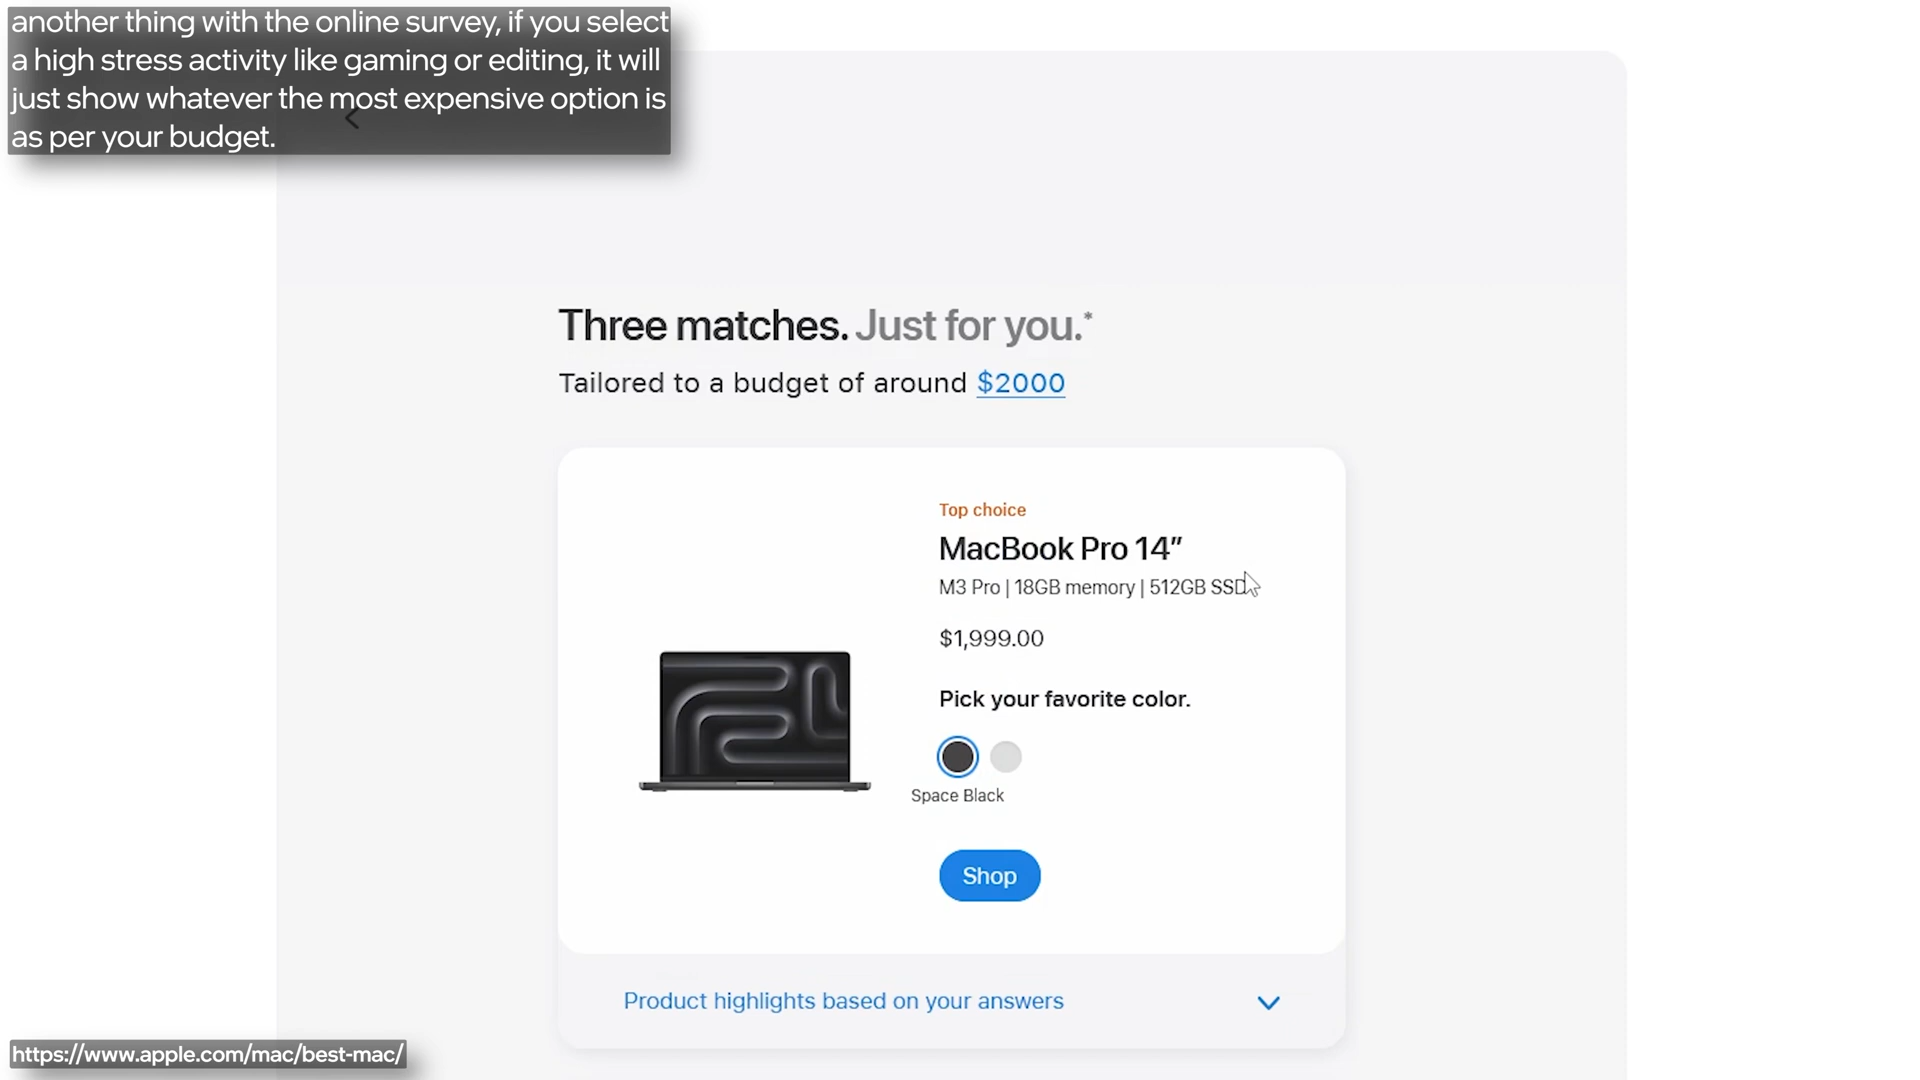 another thing with the online survey, if you select
a high stress activity like gaming or editing, it will
just show whatever the most expensive option is
as per your budget.
Three matches. Just for you.*
Tailored to a budget of around $2000
Top choice
MacBook Pro 14”
M3 Pro | 18GB memory | 512GB SSD
$1,999.00
Pick your favorite color.
Space Black
Shop
Product highlights based on your answers
https://www.apple.com/mac/best-mac/